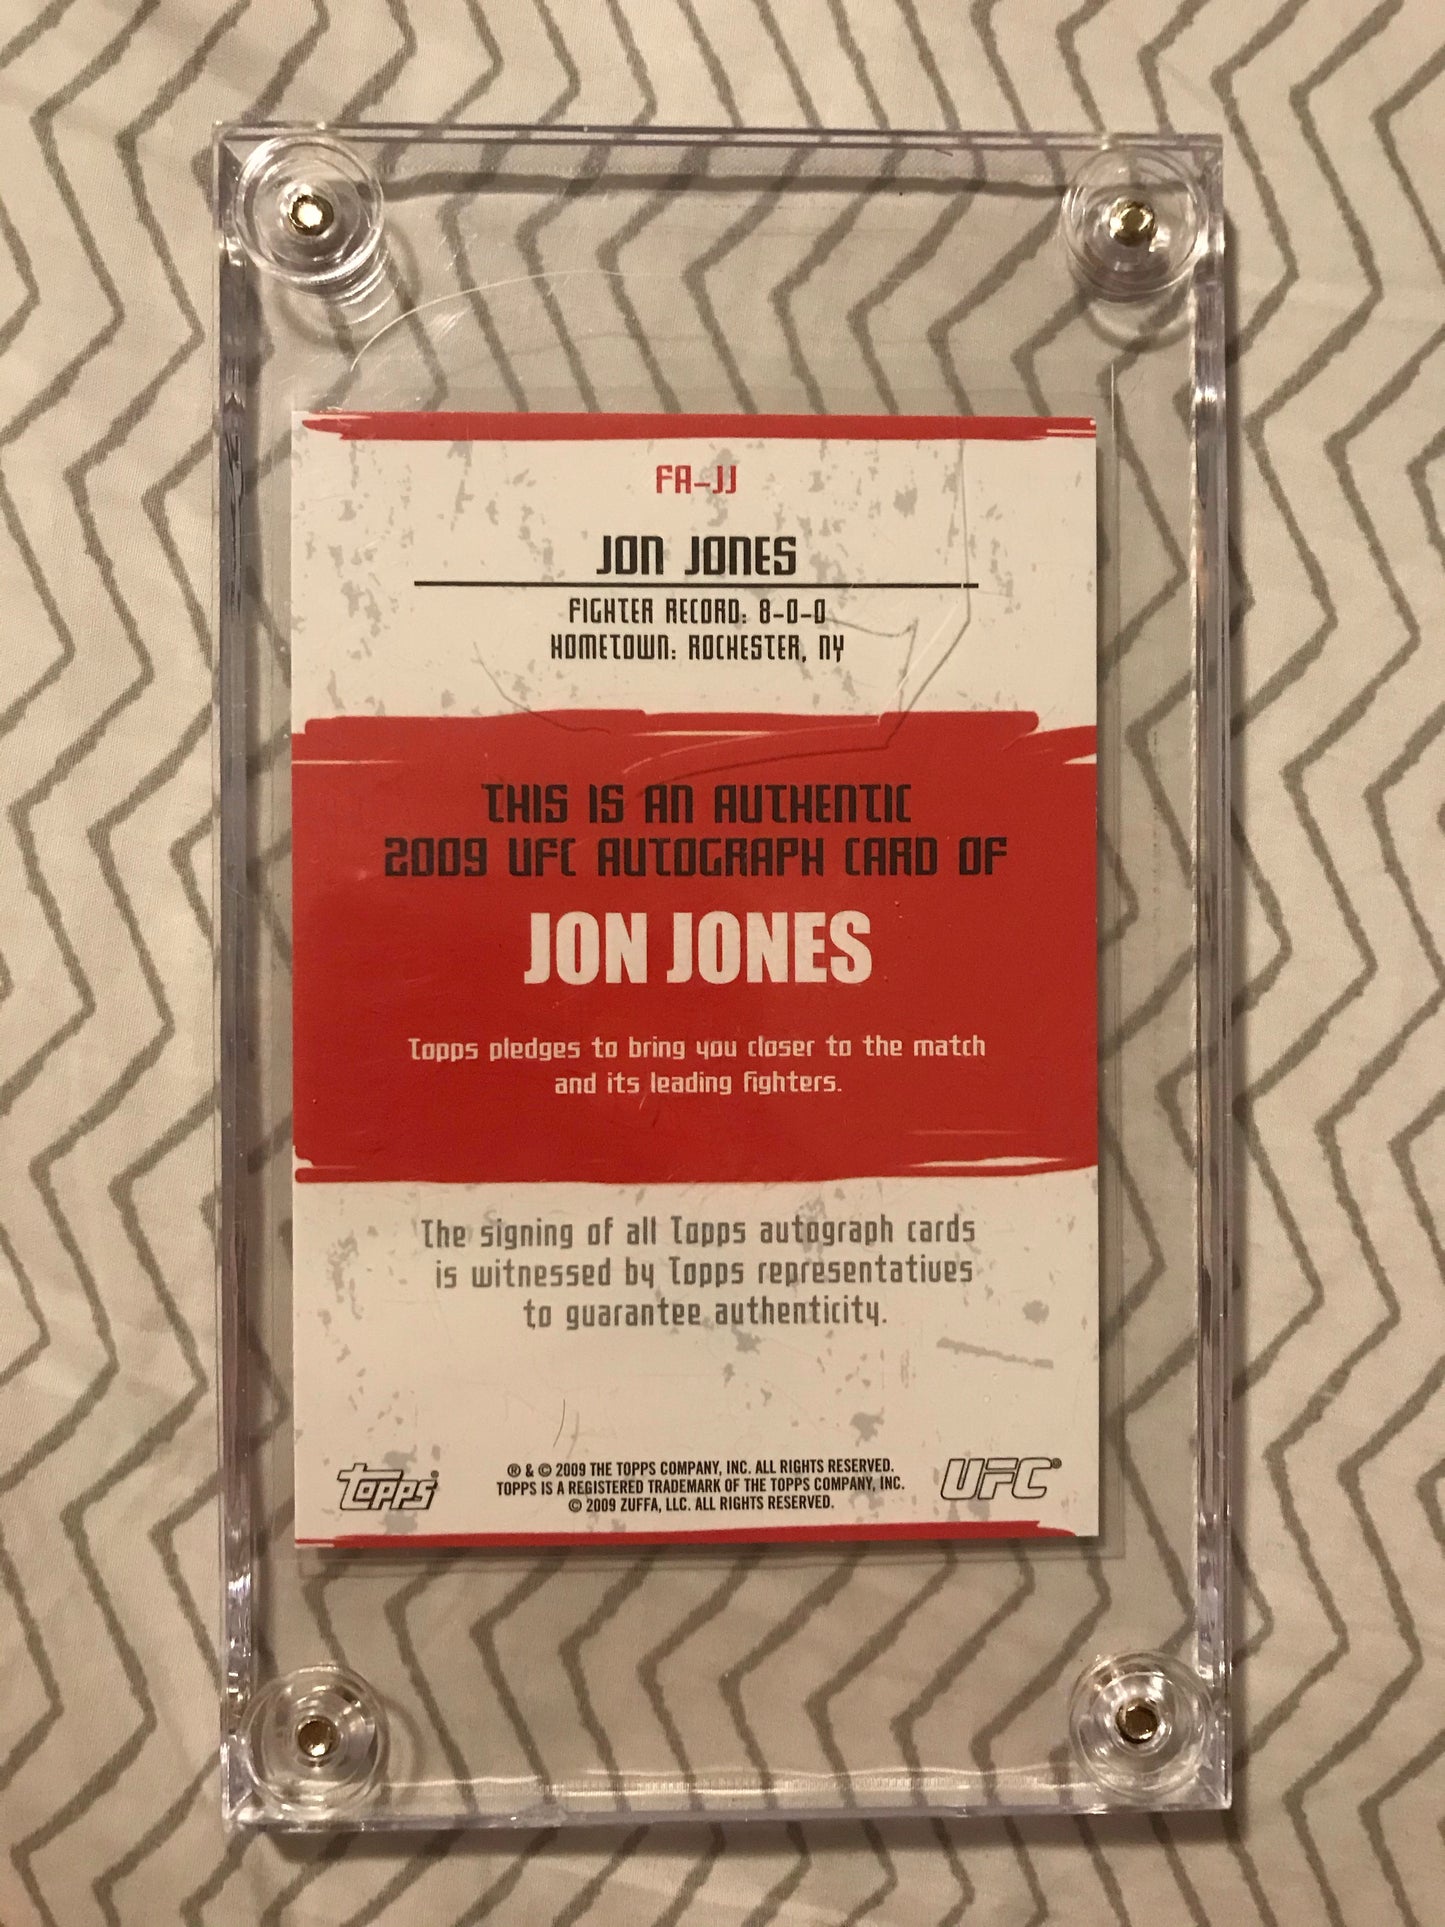 FA-JJ
JON JONES
FIGHTER RECORD: 8-0-0
HOMETOWN: ROCHESTER, NY
THIS IS AN AUTHENTIC
2009 UFC AUTOGRAPH CARD OF
JON JONES
Topps pledges to bring you closer to the match
and its leading fighters.
The signing of all Topps autograph cards
is witnessed by Topps representatives
to guarantee authenticity.
topps®
® & © 2009 THE TOPPS COMPANY, INC. ALL RIGHTS RESERVED.
TOPPS IS A REGISTERED TRADEMARK OF THE TOPPS COMPANY, INC.
© 2009 ZUFFA, LLC. ALL RIGHTS RESERVED.
UFC®